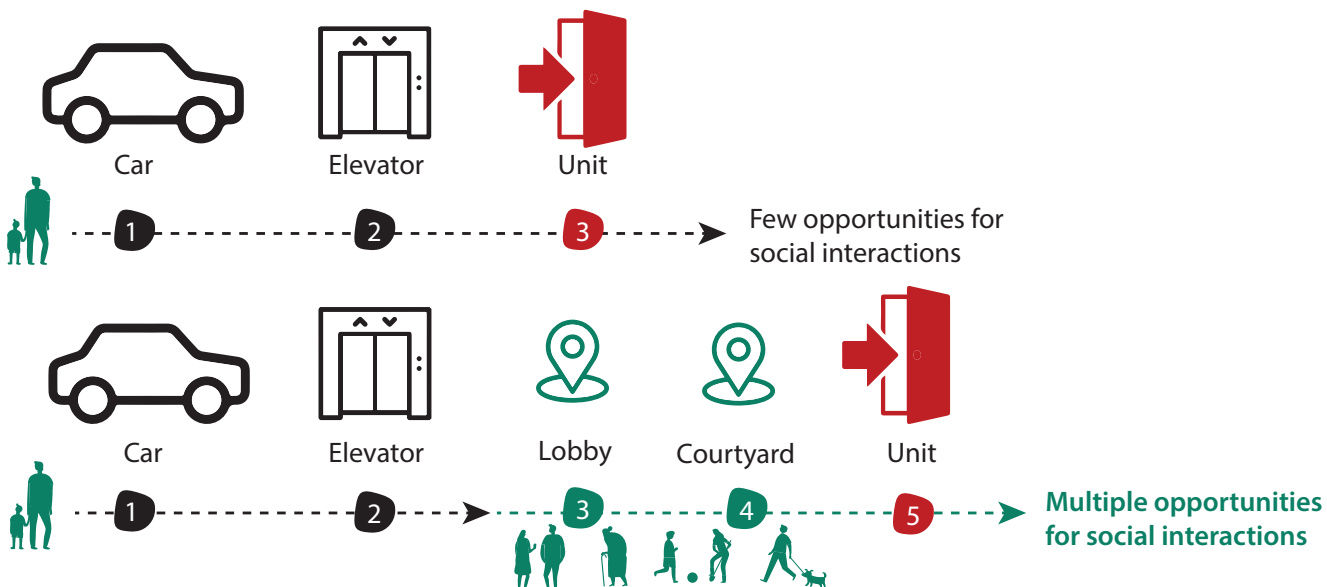 Car
Elevator
Unit
1
2
3
Few opportunities for
social interactions
Car
Elevator
Lobby
Courtyard
Unit
1
2
3
4
5
Multiple opportunities
for social interactions